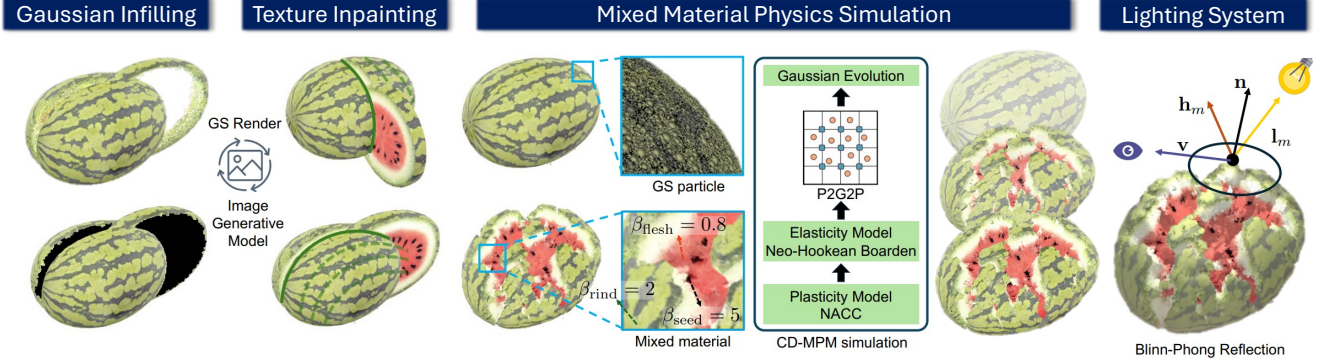 Gaussian Infilling
Texture Inpainting
Mixed Material Physics Simulation
Lighting System
GS Render
Image
Generative
Model
GS particle
β_flesh = 0.8
β_rind = 2
β_seed = 5
Mixed material
Gaussian Evolution
P2G2P
Elasticity Model
Neo-Hookean Boarden
Plasticity Model
NACC
CD-MPM simulation
n
h_m
l_m
v
Blinn-Phong Reflection